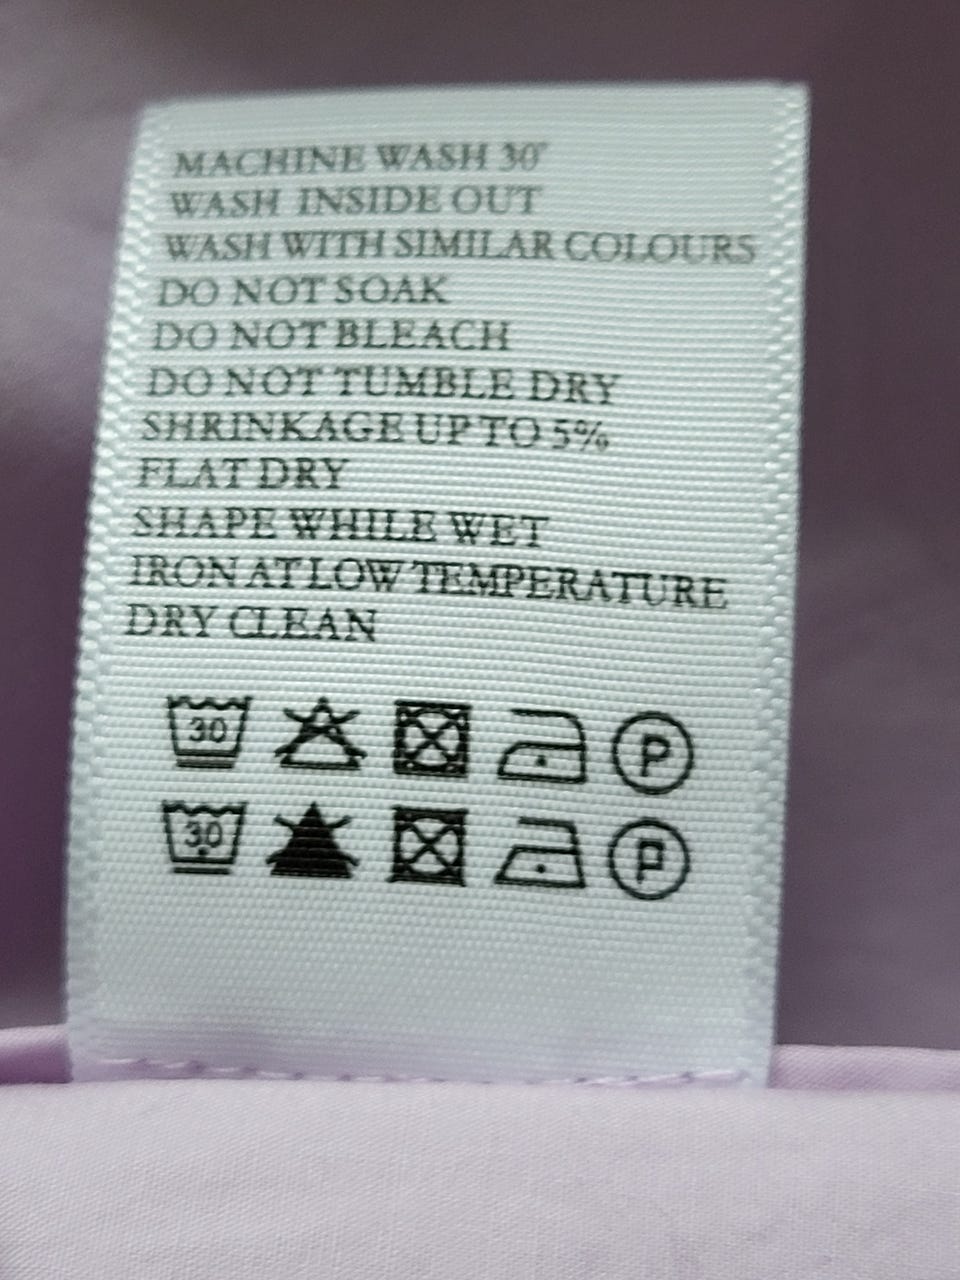 MACHINE WASH 30°
WASH INSIDE OUT
WASH WITH SIMILAR COLOURS
DO NOT SOAK
DO NOT BLEACH
DO NOT TUMBLE DRY
SHRINKAGE UP TO 5%
FLAT DRY
SHAPE WHILE WET
IRON AT LOW TEMPERATURE
DRY CLEAN
30 P
30 P